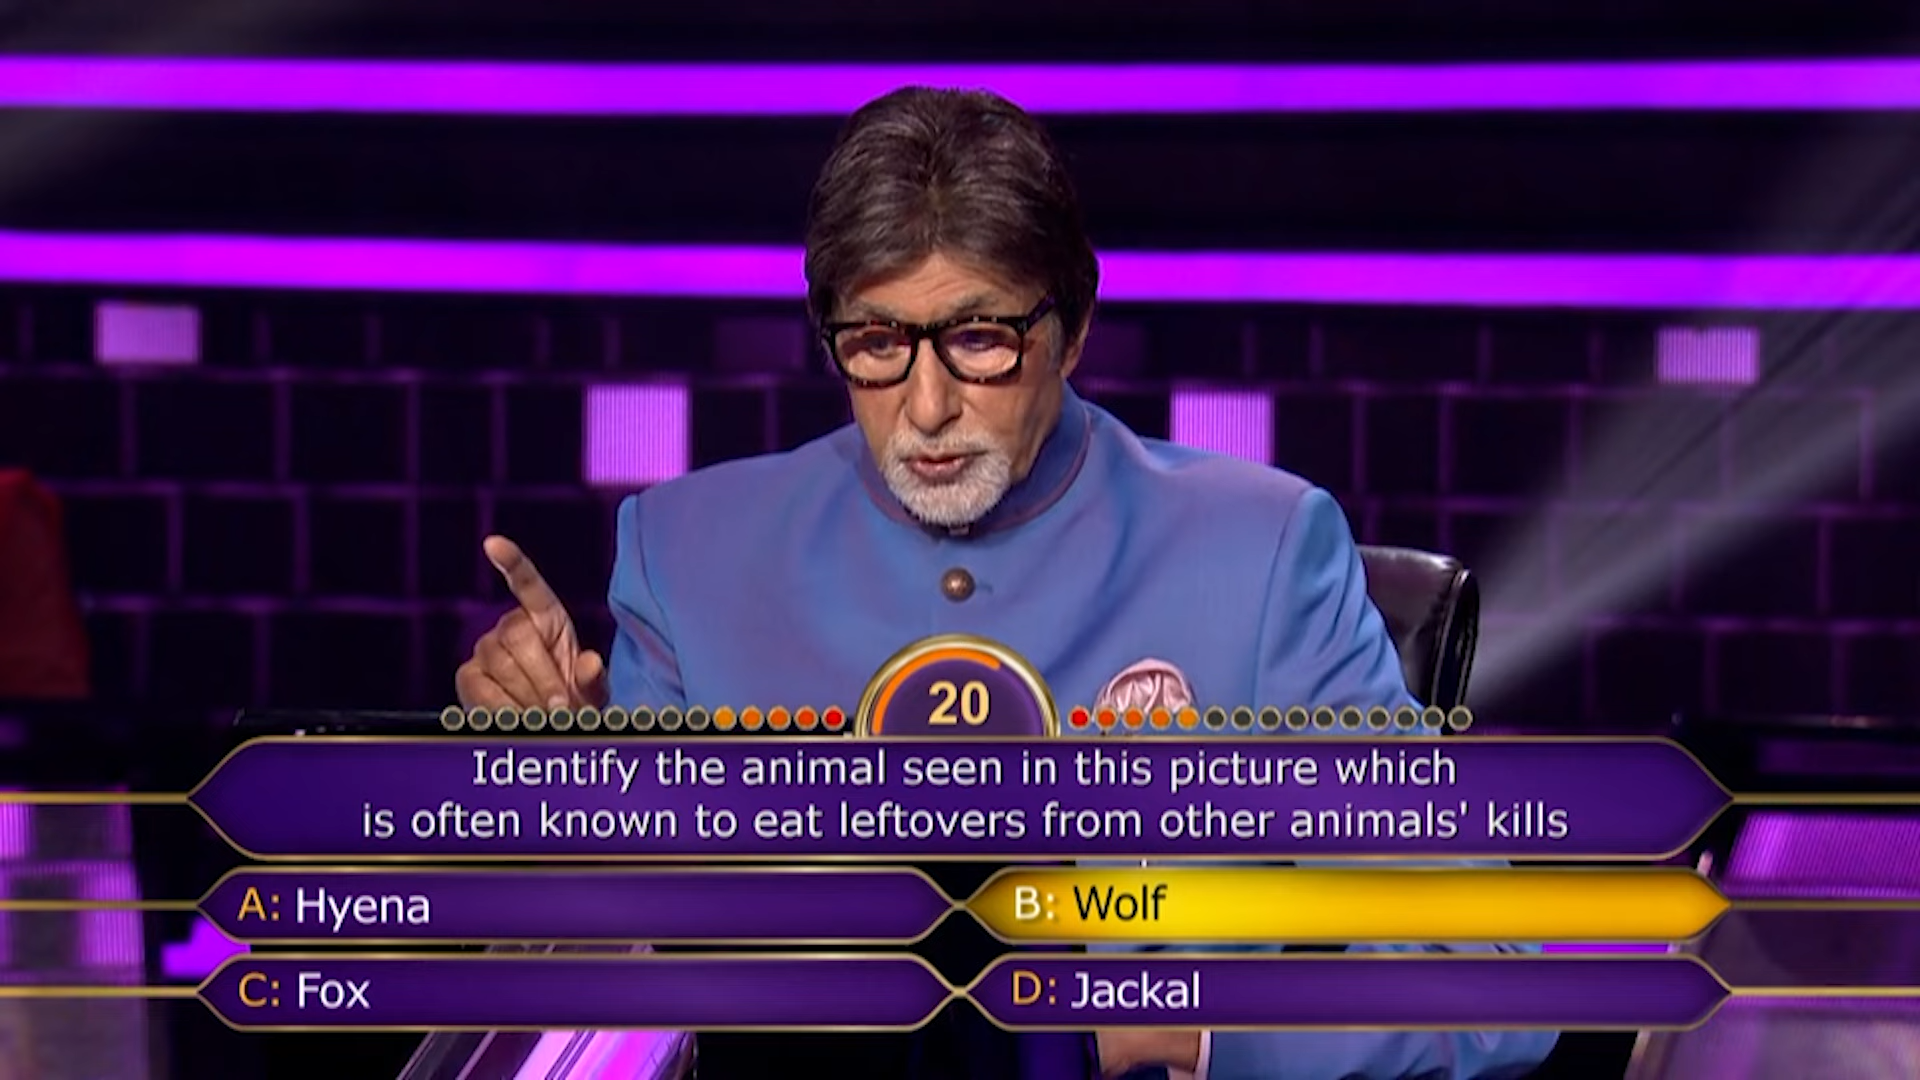 20
Identify the animal seen in this picture which
is often known to eat leftovers from other animals' kills
A: Hyena
B: Wolf
C: Fox
D: Jackal